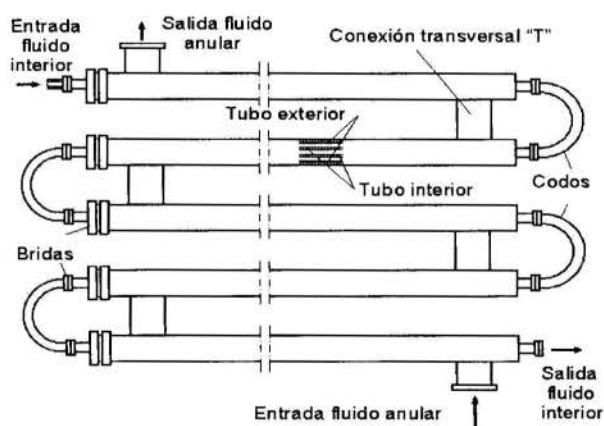 Entrada
fluido
interior
Salida fluido
anular
Conexión transversal "T"
Tubo exterior
Tubo interior
Codos
Bridas
Entrada fluido anular
Salida
fluido
interior